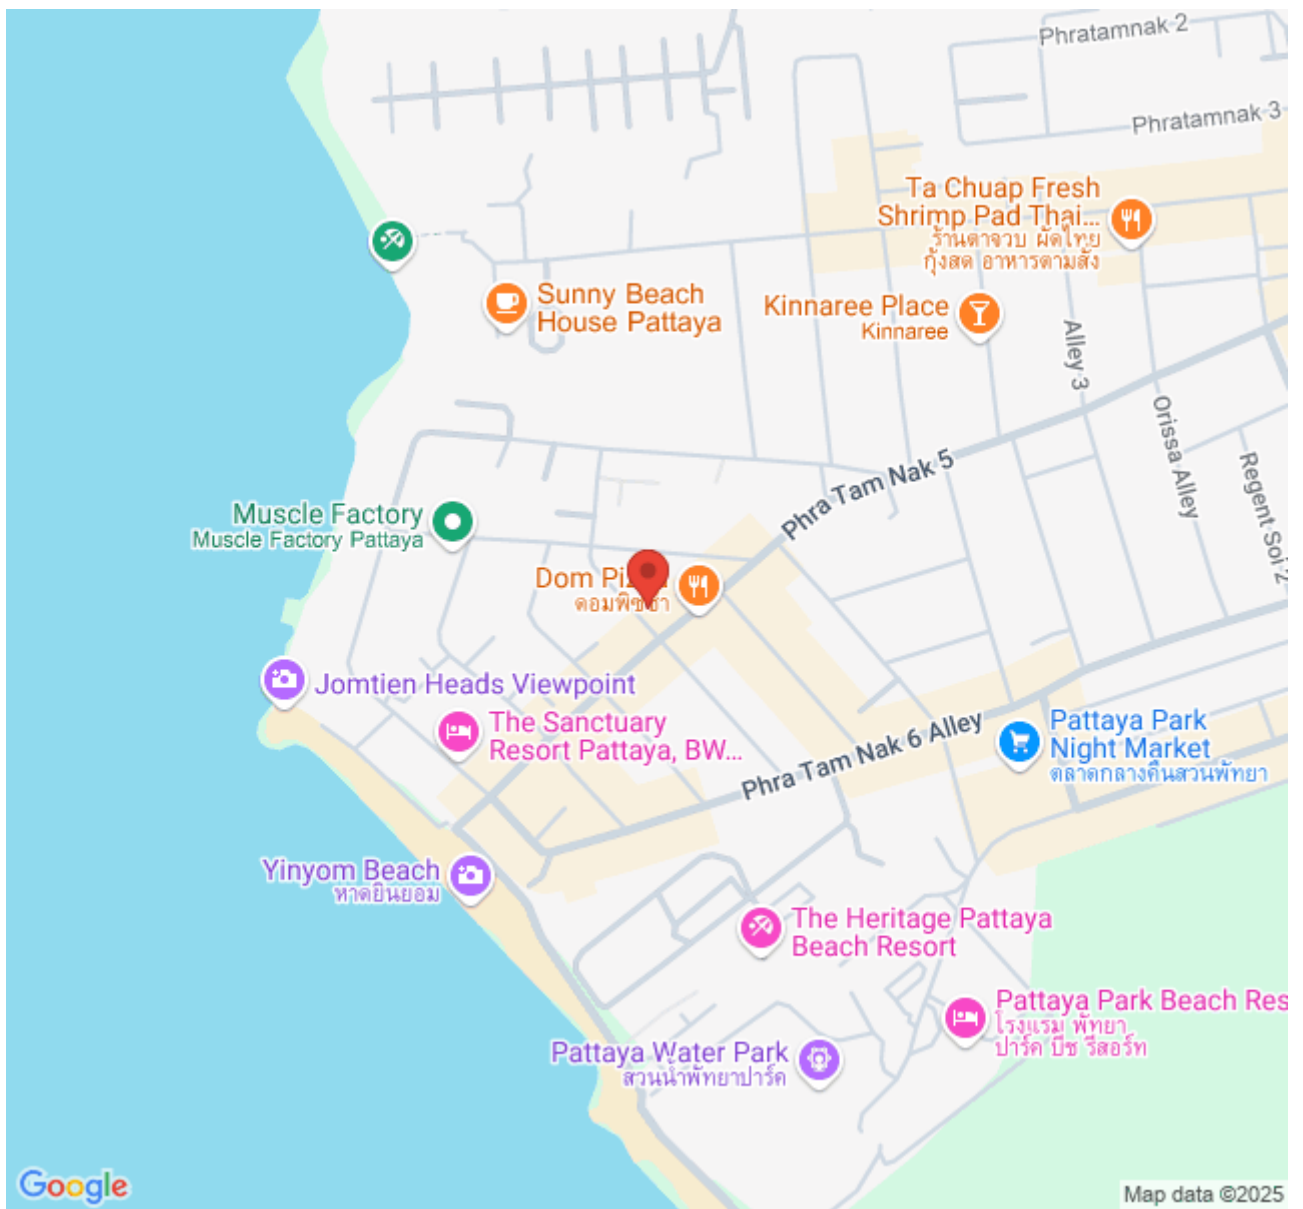 Phratamnak 2
Phratamnak 3
Ta Chuap Fresh
Shrimp Pad Thai...
ร้านตาจวบ ผัดไทย
กุ้งสด อาหารตามสั่ง
Sunny Beach
House Pattaya
Kinnaree Place
Kinnaree
Alley 3
Orissa Alley
Regent Soi 2
Phra Tam Nak 5
Muscle Factory
Muscle Factory Pattaya
Dom
ดอมพิซซ่า
Jomtien Heads Viewpoint
The Sanctuary
Resort Pattaya, BW...
Phra Tam Nak 6 Alley
Pattaya Park
Night Market
ตลาดกลางคืนสวนพัทยา
Yinyom Beach
หาดยินยอม
The Heritage Pattaya
Beach Resort
Pattaya Park Beach Res
โรงแรม พัทยา
ปาร์ค บีช รีสอร์ท
Pattaya Water Park
สวนน้ำพัทยาปาร์ค
Google
Map data ©2025